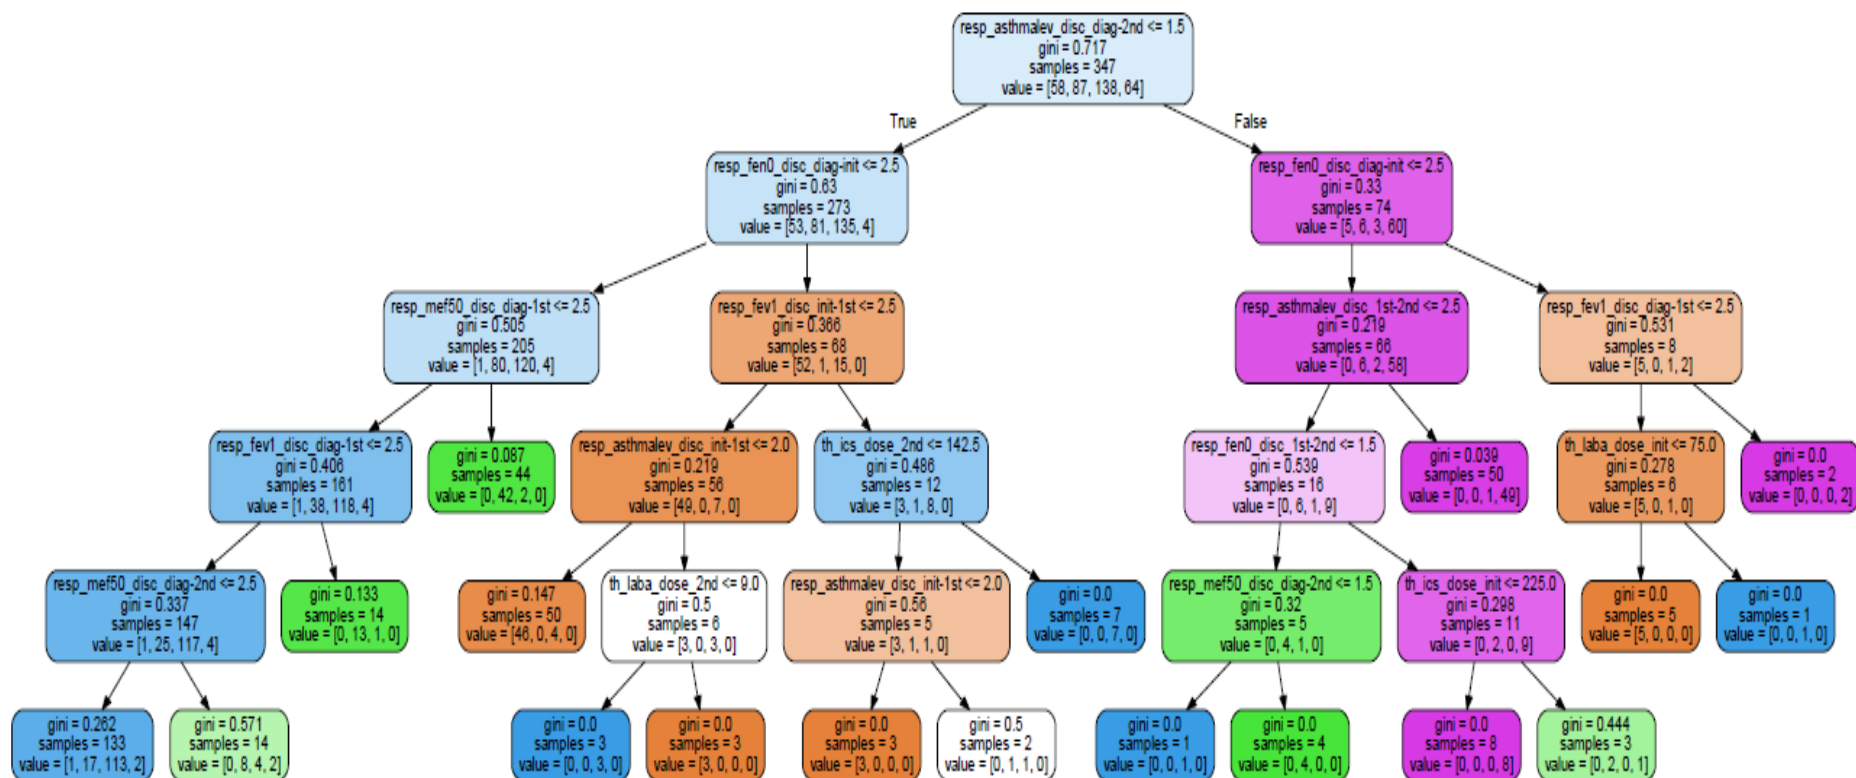 resp_asthmalev_disc_diag-2nd <= 1.5
gini = 0.717
samples = 347
value = [58, 87, 138, 64]
True
False
resp_fen0_disc_diag-init <= 2.5
gini = 0.63
samples = 273
value = [53, 81, 135, 4]
resp_fen0_disc_diag-init <= 2.5
gini = 0.33
samples = 74
value = [5, 6, 3, 60]
resp_mef50_disc_diag-1st <= 2.5
gini = 0.505
samples = 205
value = [1, 80, 120, 4]
resp_fev1_disc_init-1st <= 2.5
gini = 0.366
samples = 68
value = [52, 1, 15, 0]
resp_asthmalev_disc_1st-2nd <= 2.5
gini = 0.219
samples = 66
value = [0, 6, 2, 58]
resp_fev1_disc_diag-1st <= 2.5
gini = 0.531
samples = 8
value = [5, 0, 1, 2]
resp_fev1_disc_diag-1st <= 2.5
gini = 0.406
samples = 161
value = [1, 38, 118, 4]
gini = 0.087
samples = 44
value = [0, 42, 2, 0]
resp_asthmalev_disc_init-1st <= 2.0
gini = 0.219
samples = 56
value = [49, 0, 7, 0]
th_ics_dose_2nd <= 142.5
gini = 0.486
samples = 12
value = [3, 1, 8, 0]
resp_fen0_disc_1st-2nd <= 1.5
gini = 0.539
samples = 16
value = [0, 6, 1, 9]
gini = 0.039
samples = 50
value = [0, 0, 1, 49]
th_laba_dose_init <= 75.0
gini = 0.278
samples = 6
value = [5, 0, 1, 0]
gini = 0.0
samples = 2
value = [0, 0, 0, 2]
resp_mef50_disc_diag-2nd <= 2.5
gini = 0.337
samples = 147
value = [1, 25, 117, 4]
gini = 0.133
samples = 14
value = [0, 13, 1, 0]
gini = 0.147
samples = 50
value = [46, 0, 4, 0]
th_laba_dose_2nd <= 9.0
gini = 0.5
samples = 6
value = [3, 0, 3, 0]
resp_asthmalev_disc_init-1st <= 2.0
gini = 0.56
samples = 5
value = [3, 1, 1, 0]
gini = 0.0
samples = 7
value = [0, 0, 7, 0]
resp_mef50_disc_diag-2nd <= 1.5
gini = 0.32
samples = 5
value = [0, 4, 1, 0]
th_ics_dose_init <= 225.0
gini = 0.298
samples = 11
value = [0, 2, 0, 9]
gini = 0.0
samples = 5
value = [5, 0, 0, 0]
gini = 0.0
samples = 1
value = [0, 0, 1, 0]
gini = 0.262
samples = 133
value = [1, 17, 113, 2]
gini = 0.571
samples = 14
value = [0, 8, 4, 2]
gini = 0.0
samples = 3
value = [0, 0, 3, 0]
gini = 0.0
samples = 3
value = [3, 0, 0, 0]
gini = 0.0
samples = 3
value = [3, 0, 0, 0]
gini = 0.5
samples = 2
value = [0, 1, 1, 0]
gini = 0.0
samples = 1
value = [0, 0, 1, 0]
gini = 0.0
samples = 4
value = [0, 4, 0, 0]
gini = 0.0
samples = 8
value = [0, 0, 0, 8]
gini = 0.444
samples = 3
value = [0, 2, 0, 1]